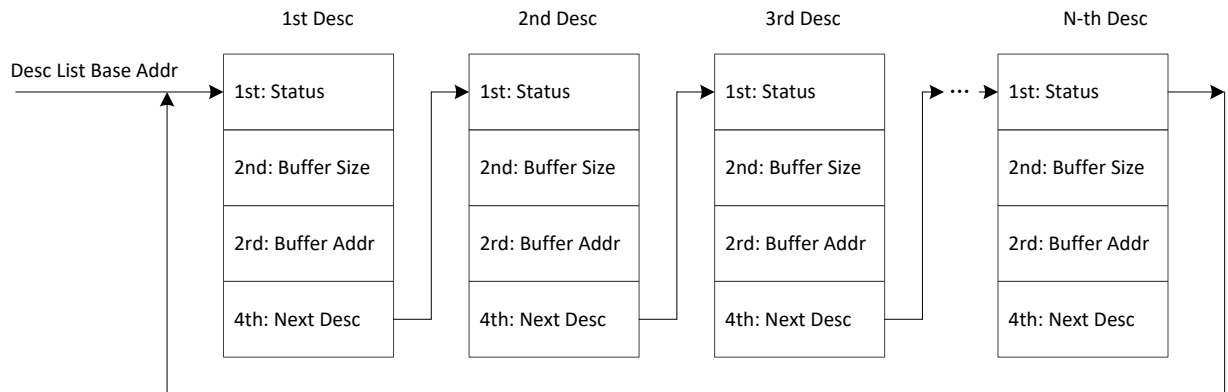 1st Desc
2nd Desc
3rd Desc
N-th Desc
Desc List Base Addr
1st: Status
1st: Status
1st: Status
...
1st: Status
2nd: Buffer Size
2nd: Buffer Size
2nd: Buffer Size
2nd: Buffer Size
2rd: Buffer Addr
2rd: Buffer Addr
2rd: Buffer Addr
2rd: Buffer Addr
4th: Next Desc
4th: Next Desc
4th: Next Desc
4th: Next Desc